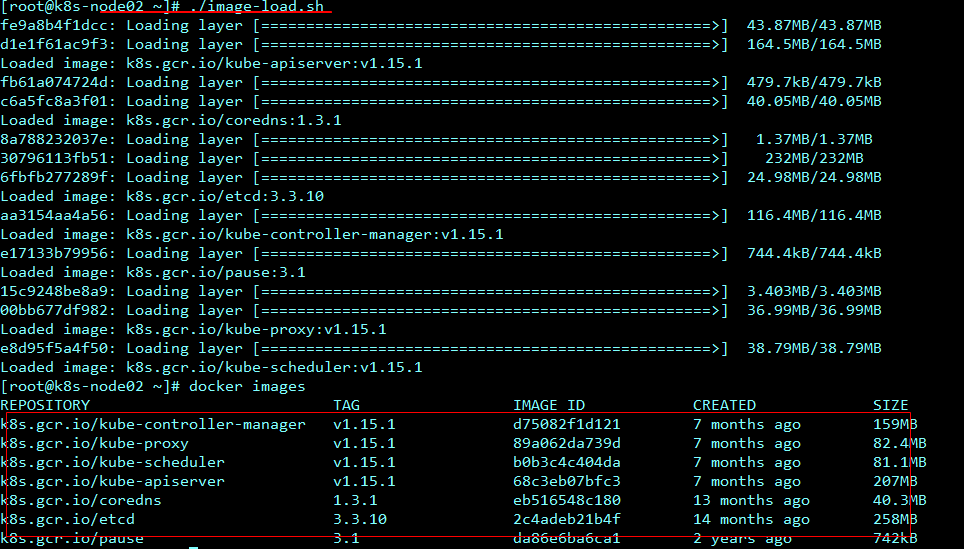 [root@k8s-node02 ~]# ./image-load.sh
fe9a8b4f1dcc: Loading layer [==================================================>]  43.87MB/43.87MB
d1e1f61ac9f3: Loading layer [==================================================>]  164.5MB/164.5MB
Loaded image: k8s.gcr.io/kube-apiserver:v1.15.1
fb61a074724d: Loading layer [==================================================>]  479.7kB/479.7kB
c6a5fc8a3f01: Loading layer [==================================================>]  40.05MB/40.05MB
Loaded image: k8s.gcr.io/coredns:1.3.1
8a788232037e: Loading layer [==================================================>]   1.37MB/1.37MB
30796113fb51: Loading layer [==================================================>]    232MB/232MB
6fbfb277289f: Loading layer [==================================================>]  24.98MB/24.98MB
Loaded image: k8s.gcr.io/etcd:3.3.10
aa3154aa4a56: Loading layer [==================================================>]  116.4MB/116.4MB
Loaded image: k8s.gcr.io/kube-controller-manager:v1.15.1
e17133b79956: Loading layer [==================================================>]  744.4kB/744.4kB
Loaded image: k8s.gcr.io/pause:3.1
15c9248be8a9: Loading layer [==================================================>]  3.403MB/3.403MB
00bb677df982: Loading layer [==================================================>]  36.99MB/36.99MB
Loaded image: k8s.gcr.io/kube-proxy:v1.15.1
e8d95f5a4f50: Loading layer [==================================================>]  38.79MB/38.79MB
Loaded image: k8s.gcr.io/kube-scheduler:v1.15.1
[root@k8s-node02 ~]# docker images
REPOSITORY                           TAG                 IMAGE ID            CREATED             SIZE
k8s.gcr.io/kube-controller-manager   v1.15.1             d75082f1d121        7 months ago        159MB
k8s.gcr.io/kube-proxy                v1.15.1             89a062da739d        7 months ago        82.4MB
k8s.gcr.io/kube-scheduler            v1.15.1             b0b3c4c404da        7 months ago        81.1MB
k8s.gcr.io/kube-apiserver            v1.15.1             68c3eb07bfc3        7 months ago        207MB
k8s.gcr.io/coredns                   1.3.1               eb516548c180        13 months ago       40.3MB
k8s.gcr.io/etcd                      3.3.10              2c4adeb21b4f        14 months ago       258MB
k8s.gcr.io/pause                     3.1                 da86e6ba6ca1        2 years ago         742kB